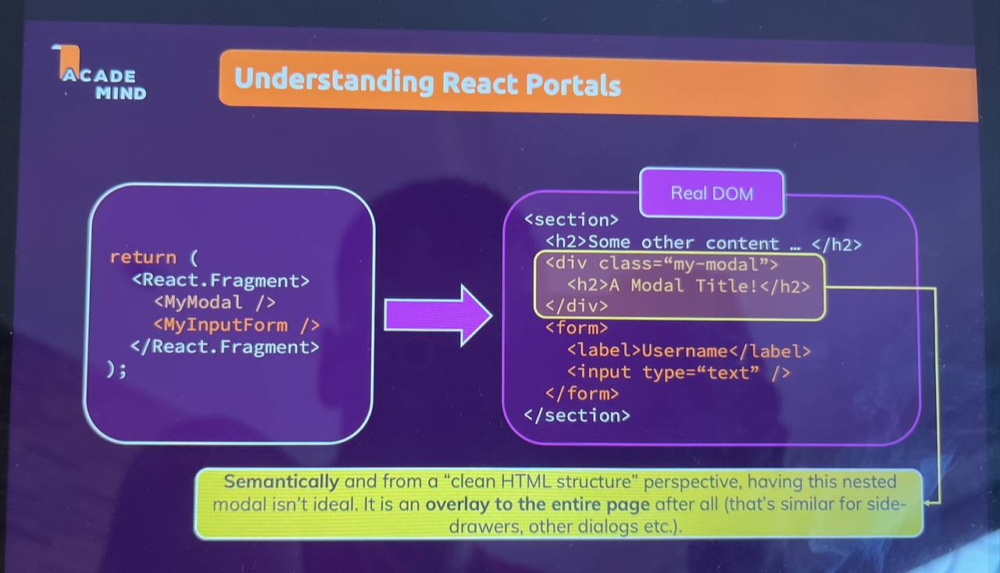 ACADE
MIND
Understanding React Portals
return (
<React.Fragment>
<MyModal />
<MyInputForm />
</React.Fragment>
);
Real DOM
<section>
<h2>Some other content … </h2>
<div class=“my-modal”>
<h2>A Modal Title!</h2>
</div>
<form>
<label>Username</label>
<input type=“text” />
</form>
</section>
Semantically and from a “clean HTML structure” perspective, having this nested
modal isn’t ideal. It is an overlay to the entire page after all (that’s similar for side-
drawers, other dialogs etc.).